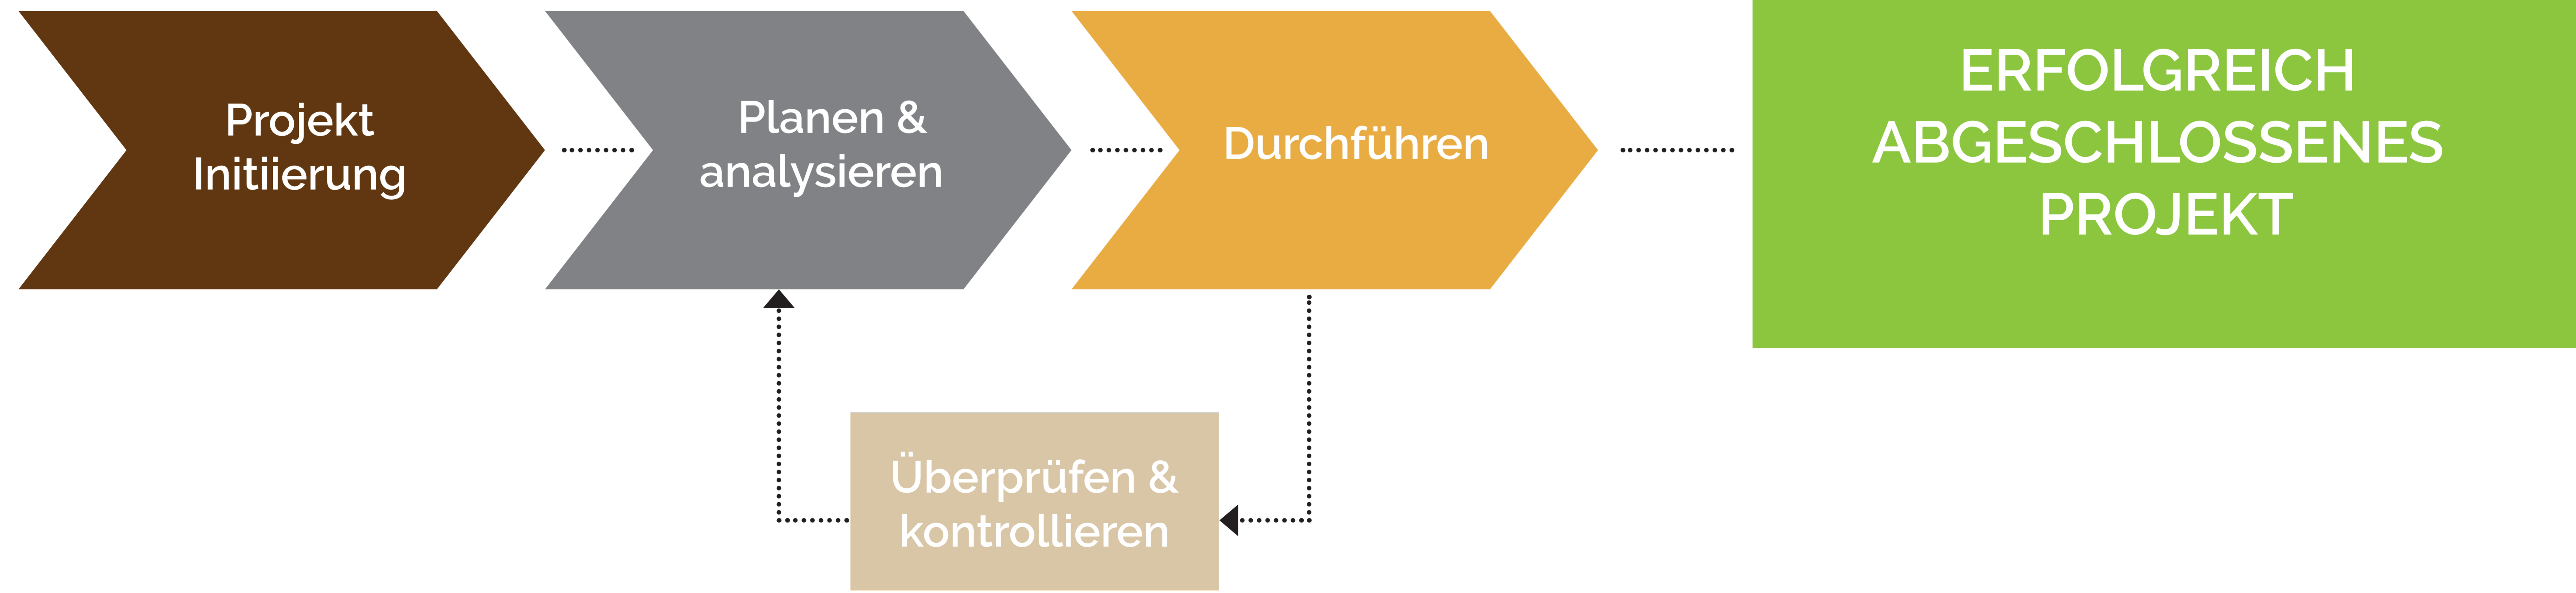 Projekt
Initiierung
Planen &
analysieren
Durchführen
ERFOLGREICH
ABGESCHLOSSENES
PROJEKT
Überprüfen &
kontrollieren